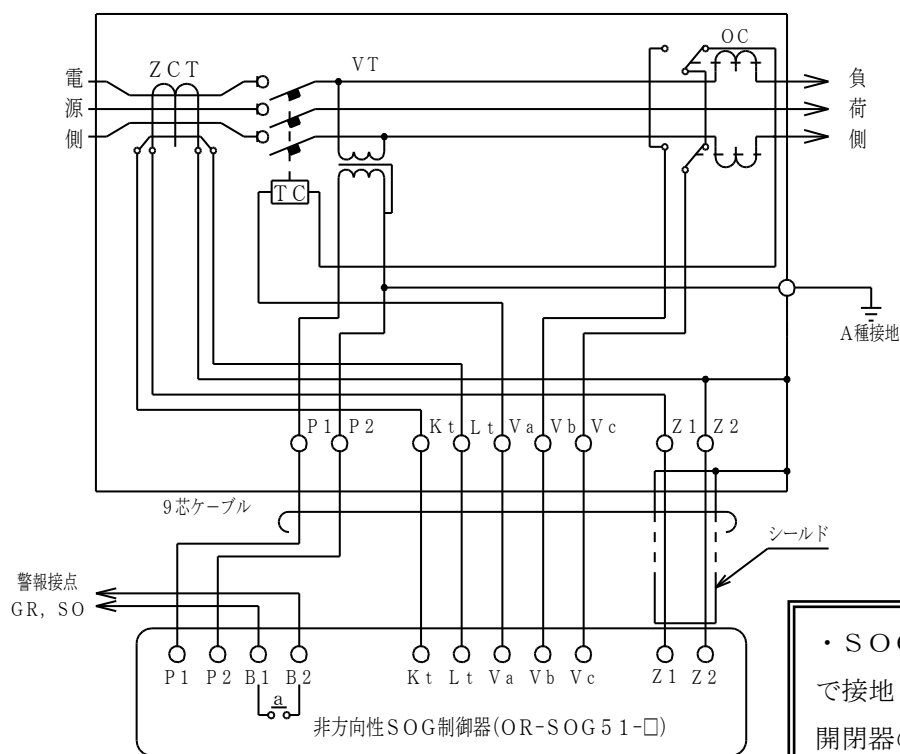 ZCT
VT
OC
電
源
側
負
荷
側
TC
A種接地
P1 P2 Kt Lt Va Vb Vc Z1 Z2
9芯ケーブル
シールド
警報接点
GR, SO
P1 P2 B1 B2 Kt Lt Va Vb Vc Z1 Z2
a
非方向性SOG制御器(OR-SOG51-□)
・SOG
で接地
開閉器の